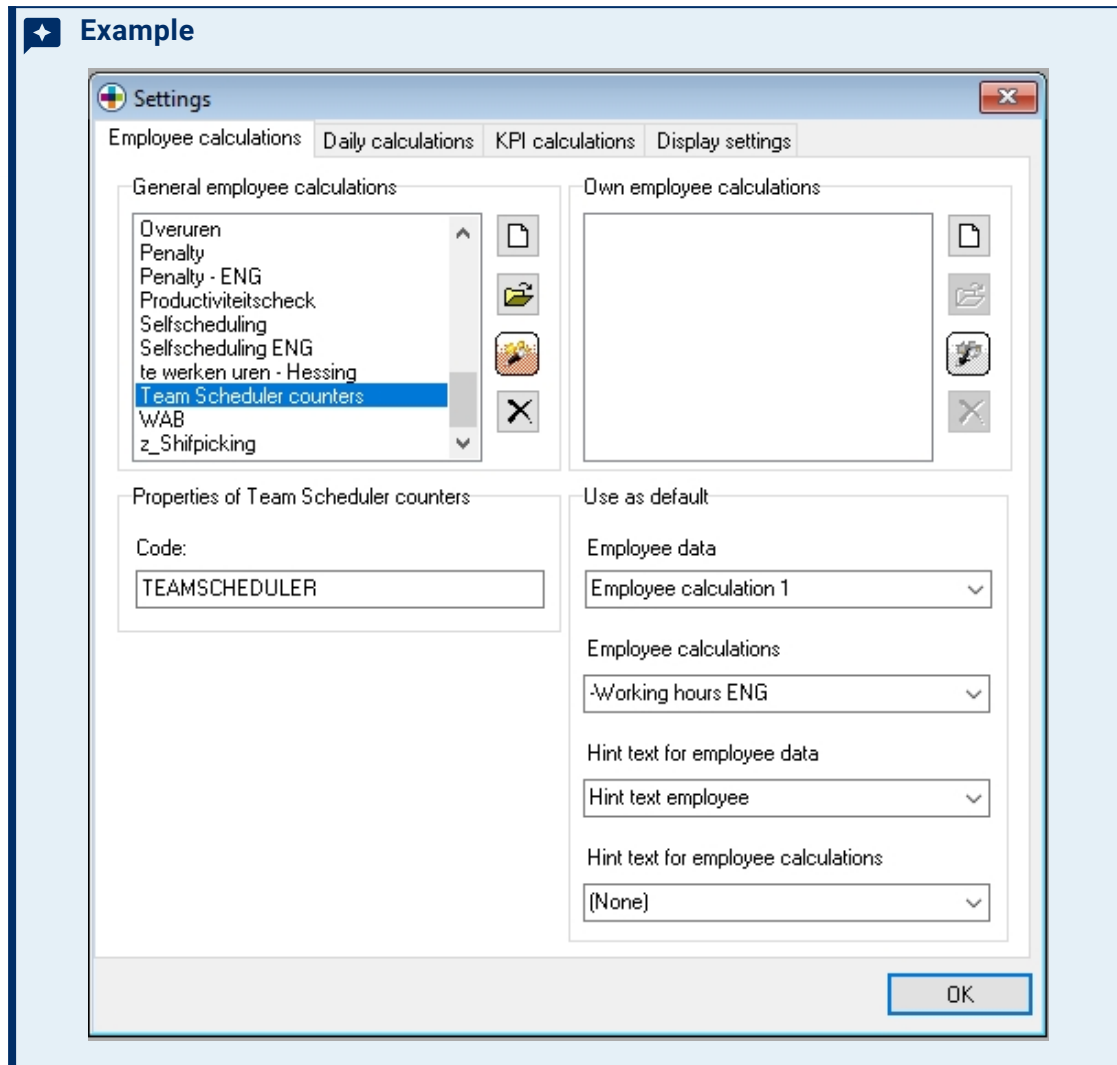 Example
Settings
Employee calculations
Daily calculations
KPI calculations
Display settings
General employee calculations
Overuren
Penalty
Penalty - ENG
Productiviteitscheck
Selfscheduling
Selfscheduling ENG
te werken uren - Hessing
Team Scheduler counters
WAB
z_Shifpicking
Own employee calculations
Properties of Team Scheduler counters
Code:
TEAMSCHEDULER
Use as default
Employee data
Employee calculation 1
Employee calculations
-Working hours ENG
Hint text for employee data
Hint text employee
Hint text for employee calculations
(None)
OK